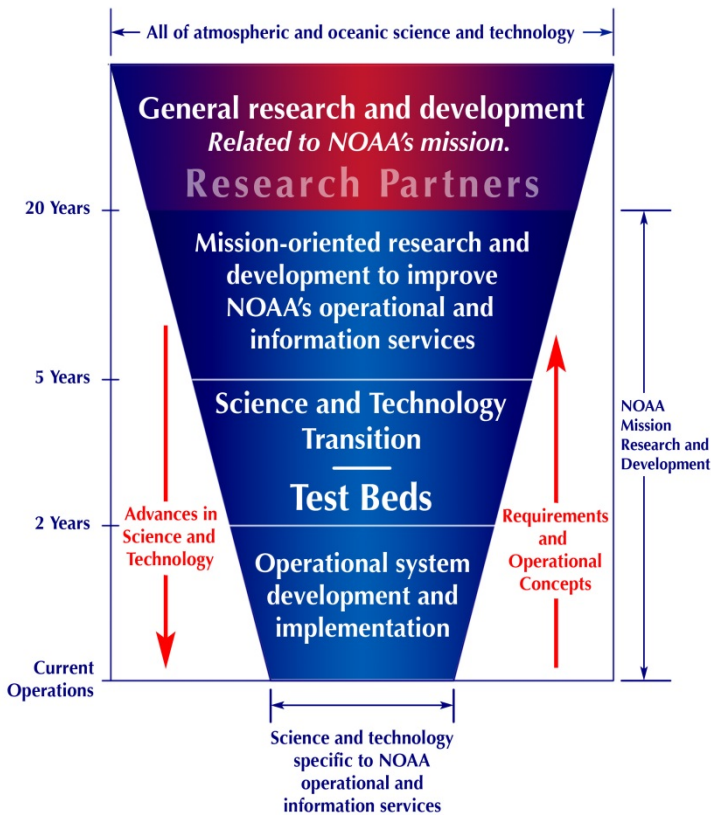 All of atmospheric and oceanic science and technology
General research and development
Related to NOAA's mission.
Research Partners
20 Years
Mission-oriented research and
development to improve
NOAA's operational and
information services
5 Years
Science and Technology
Transition
Test Beds
NOAA
Mission
Research and
Development
2 Years
Advances in
Science and
Technology
Requirements
and
Operational
Concepts
Operational system
development and
implementation
Current
Operations
Science and technology
specific to NOAA
operational and
information services